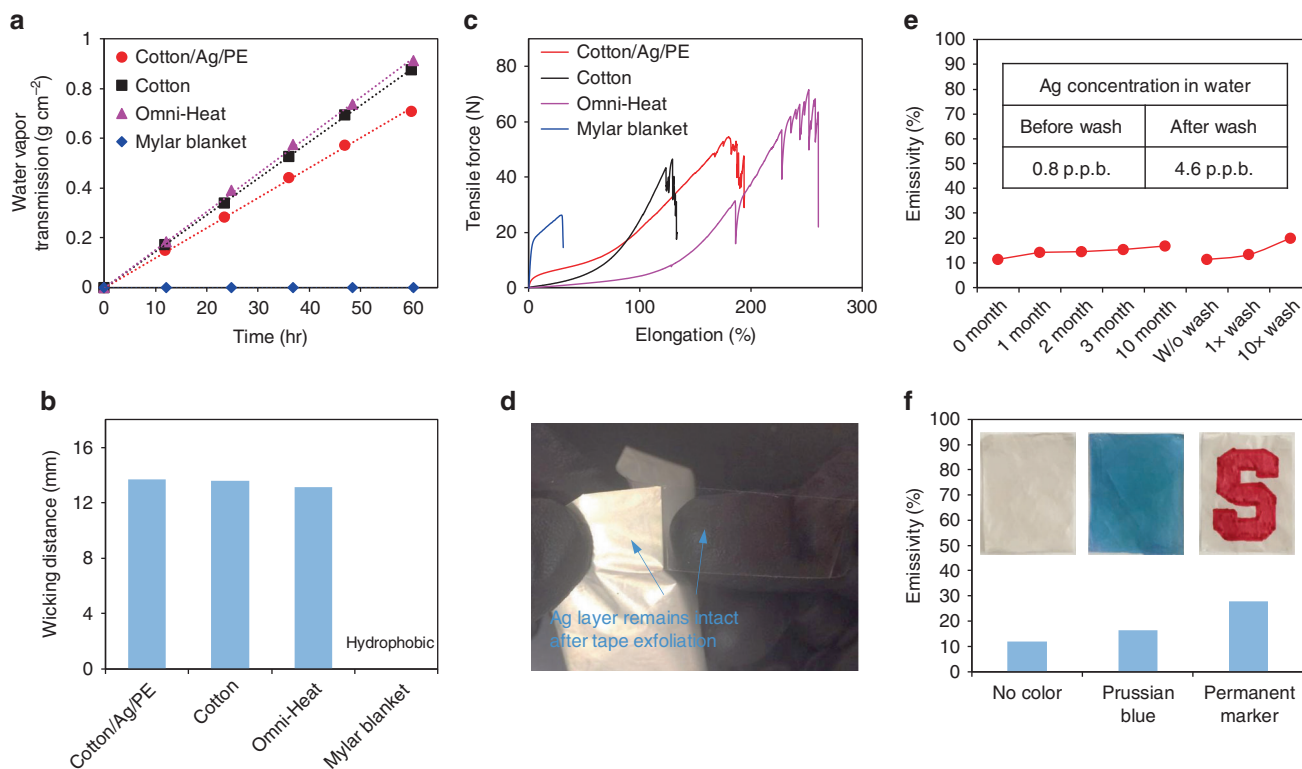 a
Water vapor
transmission (g cm⁻²)
1
0.8
0.6
0.4
0.2
0
Cotton/Ag/PE
Cotton
Omni-Heat
Mylar blanket
0 10 20 30 40 50 60
Time (hr)
c
Tensile force (N)
80
60
40
20
0
Cotton/Ag/PE
Cotton
Omni-Heat
Mylar blanket
0 100 200 300
Elongation (%)
e
Emissivity (%)
100
90
80
70
60
50
40
30
20
10
0
Ag concentration in water
Before wash After wash
0.8 p.p.b. 4.6 p.p.b.
0 month
1 month
2 month
3 month
10 month
W/o wash
1× wash
10× wash
b
Wicking distance (mm)
16
12
8
4
0
Hydrophobic
Cotton/Ag/PE
Cotton
Omni-Heat
Mylar blanket
d
Ag layer remains intact
after tape exfoliation
f
Emissivity (%)
100
90
80
70
60
50
40
30
20
10
0
S
No color
Prussian
blue
Permanent
marker